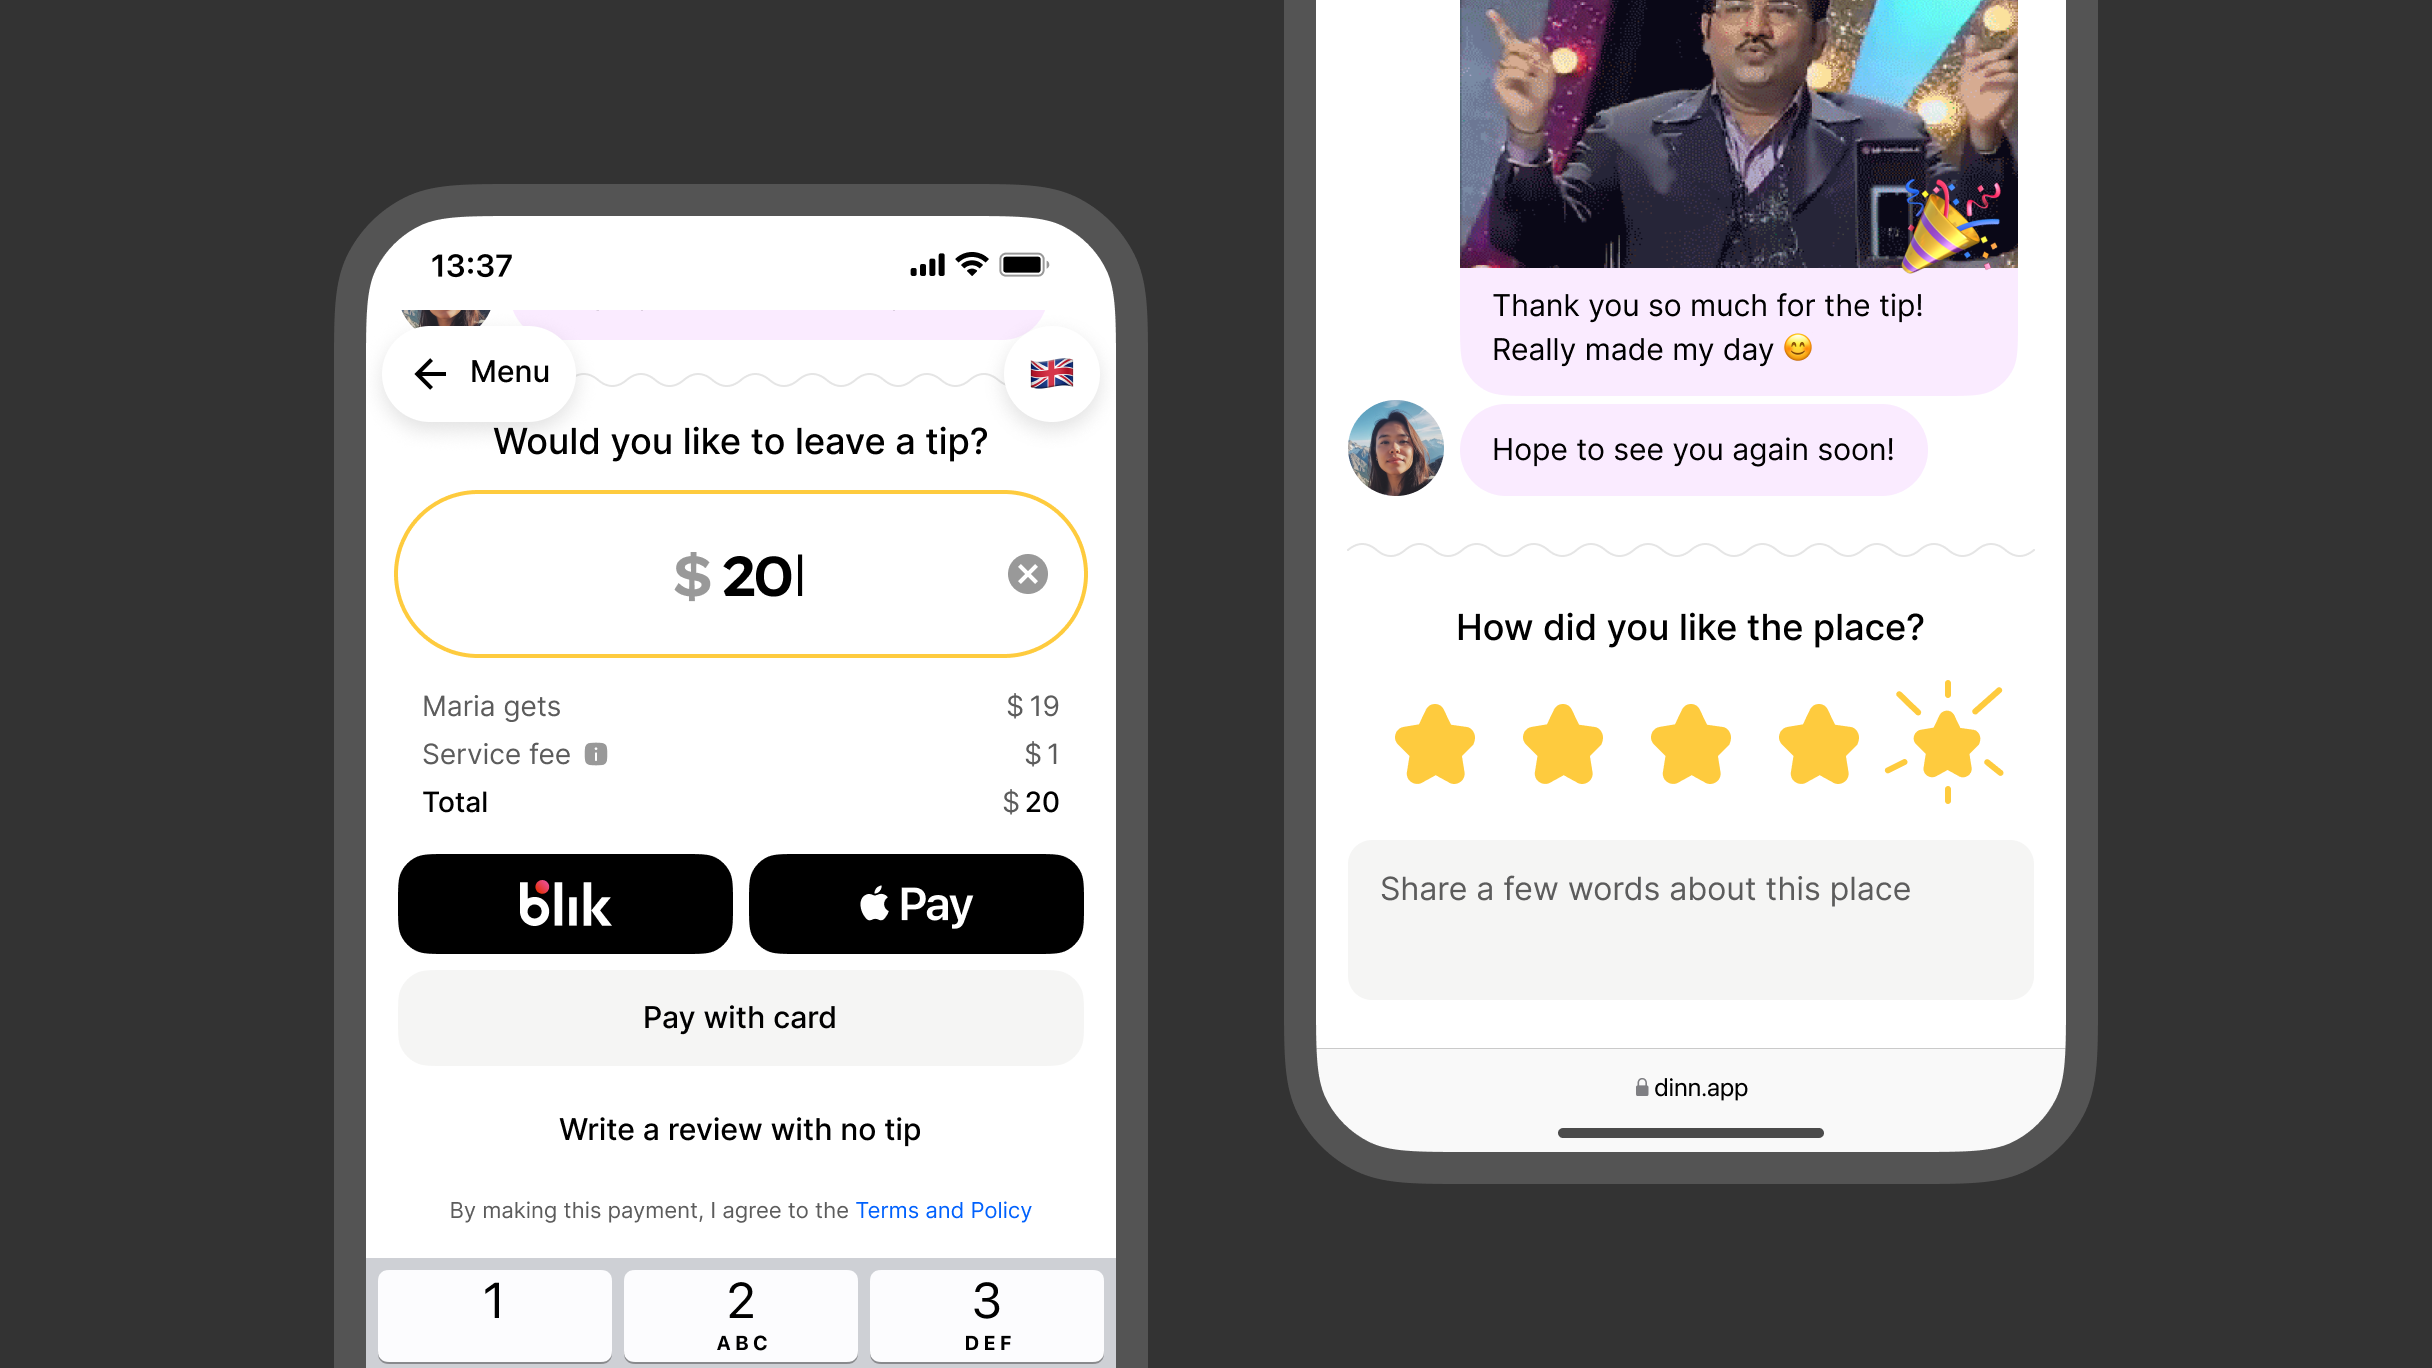 13:37
Menu
Would you like to leave a tip?
$ 20
Maria gets $ 19
Service fee $ 1
Total $ 20
blik
Pay
Pay with card
Write a review with no tip
By making this payment, I agree to the Terms and Policy
1
2
ABC
3
DEF
Thank you so much for the tip!
Really made my day 😊
Hope to see you again soon!
How did you like the place?
Share a few words about this place
dinn.app